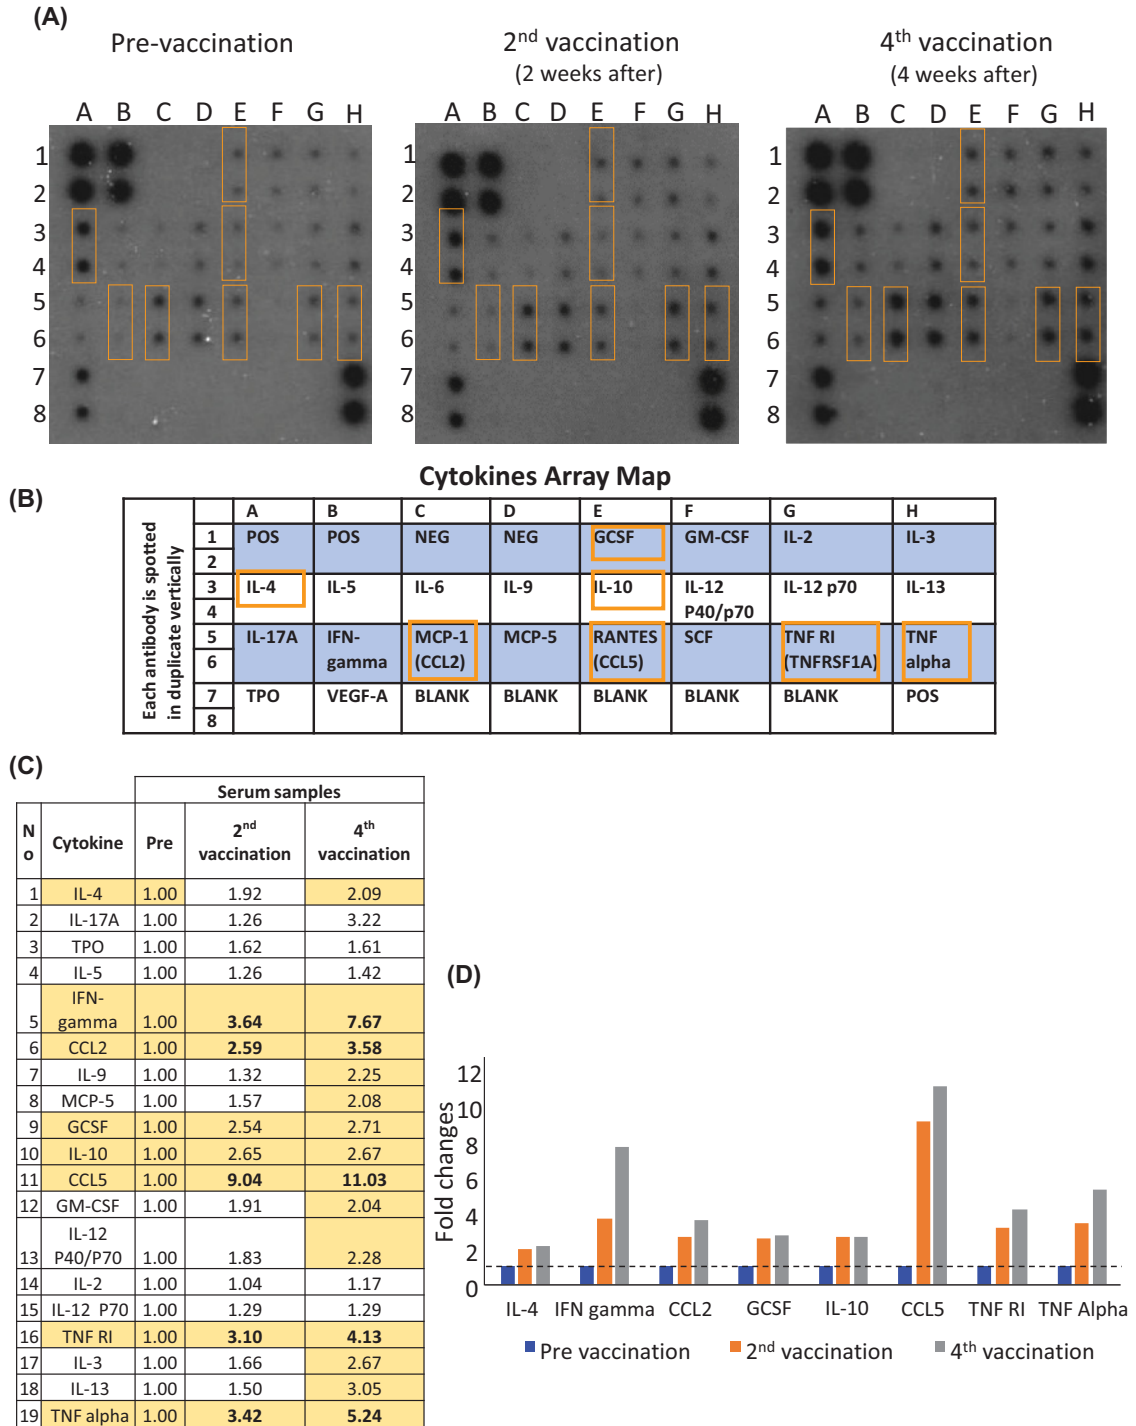 (A)
Pre-vaccination
2nd vaccination
(2 weeks after)
4th vaccination
(4 weeks after)
A B C D E F G H
A B C D E F G H
A B C D E F G H
1 1 1
2 2 2
3 3 3
4 4 4
5 5 5
6 6 6
7 7 7
8 8 8
Cytokines Array Map
(B)
Each antibody is spotted
in duplicate vertically
A B C D E F G H
1 POS POS NEG NEG GCSF GM-CSF IL-2 IL-3
2
3 IL-4 IL-5 IL-6 IL-9 IL-10 IL-12 IL-12 p70 IL-13
4 P40/p70
5 IL-17A IFN- MCP-1 MCP-5 RANTES SCF TNF RI TNF
6 gamma (CCL2) (CCL5) (TNFRSF1A) alpha
7 TPO VEGF-A BLANK BLANK BLANK BLANK BLANK POS
8
(C)
Serum samples
N
o Cytokine Pre 2nd
vaccination 4th
vaccination
1 IL-4 1.00 1.92 2.09
2 IL-17A 1.00 1.26 3.22
3 TPO 1.00 1.62 1.61
4 IL-5 1.00 1.26 1.42
IFN-
5 gamma 1.00 3.64 7.67
6 CCL2 1.00 2.59 3.58
7 IL-9 1.00 1.32 2.25
8 MCP-5 1.00 1.57 2.08
9 GCSF 1.00 2.54 2.71
10 IL-10 1.00 2.65 2.67
11 CCL5 1.00 9.04 11.03
12 GM-CSF 1.00 1.91 2.04
IL-12
13 P40/P70 1.00 1.83 2.28
14 IL-2 1.00 1.04 1.17
15 IL-12 P70 1.00 1.29 1.29
16 TNF RI 1.00 3.10 4.13
17 IL-3 1.00 1.66 2.67
18 IL-13 1.00 1.50 3.05
19 TNF alpha 1.00 3.42 5.24
(D)
Fold changes
12
10
8
6
4
2
0
IL-4 IFN gamma CCL2 GCSF IL-10 CCL5 TNF RI TNF Alpha
Pre vaccination 2nd vaccination 4th vaccination